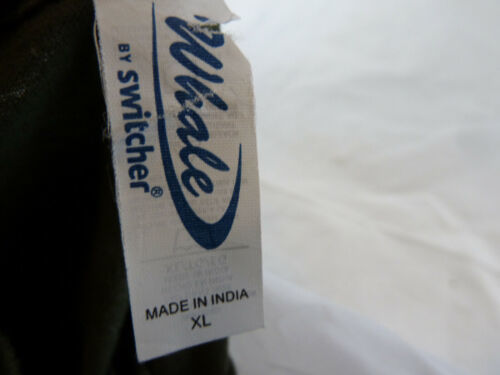 Whale
BY switcher®
MADE IN INDIA
XL